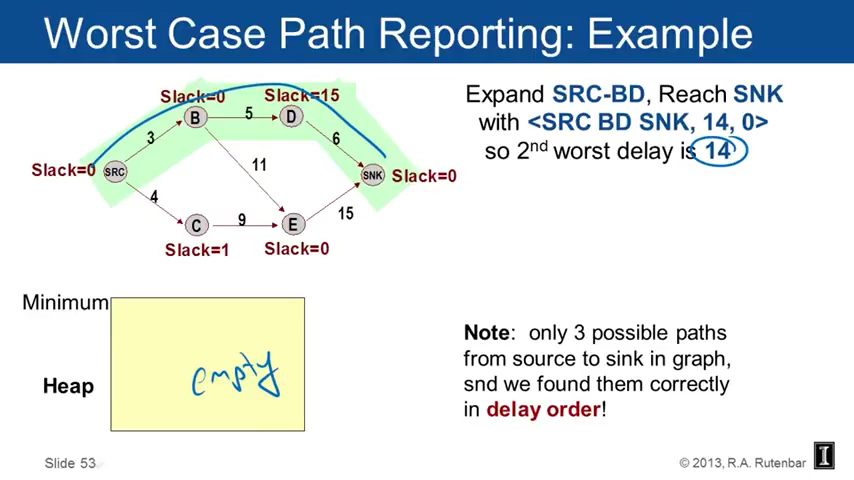 Worst Case Path Reporting: Example
Slack=0
Slack=15
B
5
D
3
6
11
Slack=0
SRC
SNK
Slack=0
4
15
C
9
E
Slack=1
Slack=0
Expand SRC-BD, Reach SNK
with <SRC BD SNK, 14, 0>
so 2nd worst delay is 14
Minimum
Heap
empty
Note: only 3 possible paths
from source to sink in graph,
snd we found them correctly
in delay order!
Slide 53
© 2013, R.A. Rutenbar
I